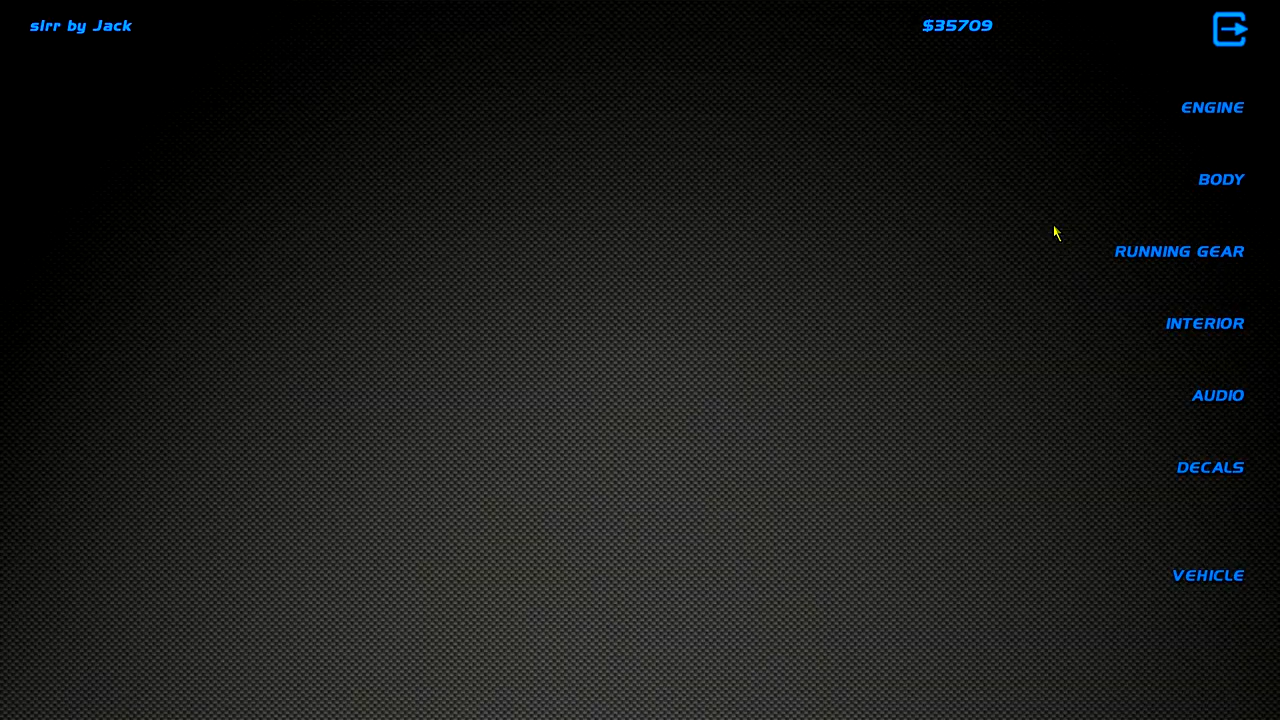 slrr by Jack
$35709
ENGINE
BODY
RUNNING GEAR
INTERIOR
AUDIO
DECALS
VEHICLE